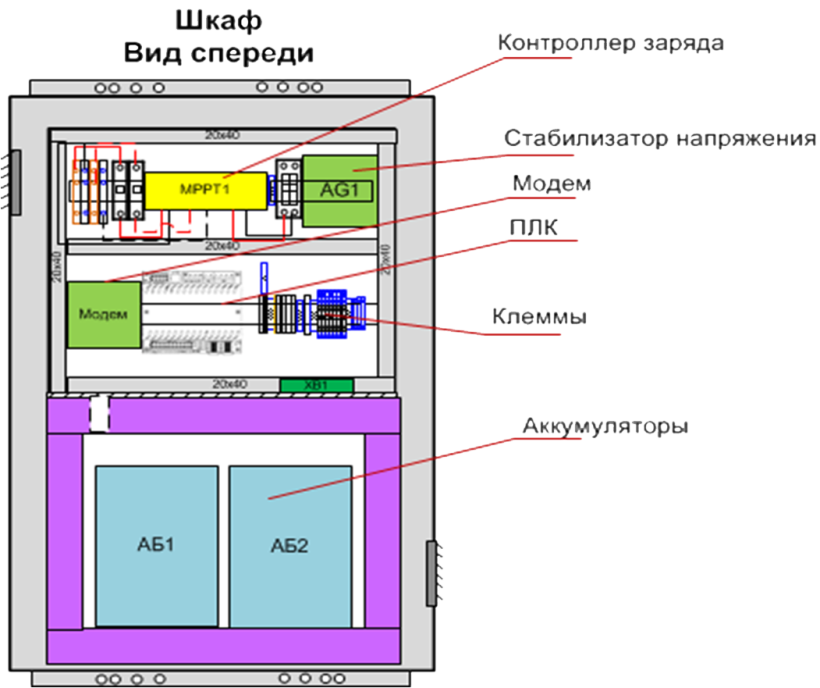 Шкаф
Вид спереди
Контроллер заряда
20x40
Стабилизатор напряжения
MPPT1
AG1
Модем
ПЛК
20x40
20x40
20x40
Модем
Клеммы
20x40
XB1
Аккумуляторы
АБ1
АБ2